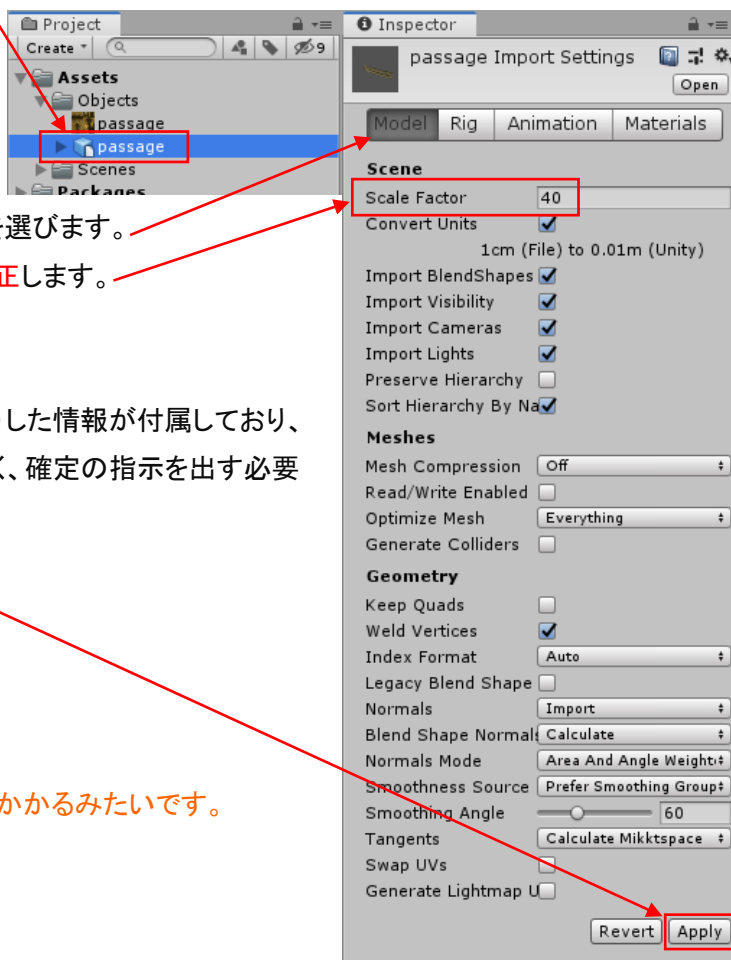 Project
Create
9
Assets
Objects
passage
passage
Scenes
Packages
を選びます。
正します。
した情報が付属しており、
く、確定の指示を出す必要
かかるみたいです。
Inspector
passage Import Settings
Open
Model Rig Animation Materials
Scene
Scale Factor 40
Convert Units
1cm (File) to 0.01m (Unity)
Import BlendShapes
Import Visibility
Import Cameras
Import Lights
Preserve Hierarchy
Sort Hierarchy By Na
Meshes
Mesh Compression Off
Read/Write Enabled
Optimize Mesh Everything
Generate Colliders
Geometry
Keep Quads
Weld Vertices
Index Format Auto
Legacy Blend Shape
Normals Import
Blend Shape Normals Calculate
Normals Mode Area And Angle Weight
Smoothness Source Prefer Smoothing Group
Smoothing Angle 60
Tangents Calculate Mikktspace
Swap UVs
Generate Lightmap U
Revert Apply